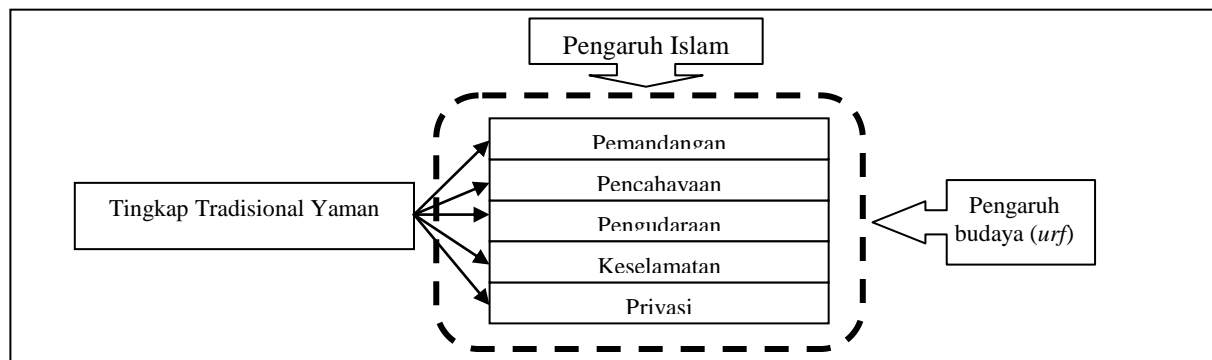 Pengaruh Islam
Pemandangan
Pencahayaan
Tingkap Tradisional Yaman
Pengudaraan
Pengaruh
budaya (urf)
Keselamatan
Privasi